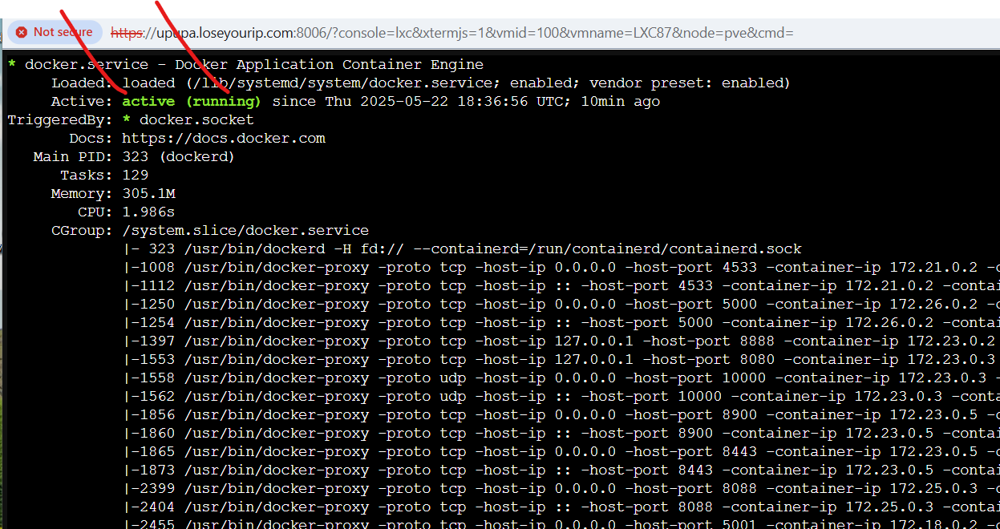 Not secure https://upupa.loseyourip.com:8006/?console=lxc&xtermjs=1&vmid=100&vmname=LXC87&node=pve&cmd=
* docker.service - Docker Application Container Engine
Loaded: loaded (/lib/systemd/system/docker.service; enabled; vendor preset: enabled)
Active: active (running) since Thu 2025-05-22 18:36:56 UTC; 10min ago
TriggeredBy: * docker.socket
Docs: https://docs.docker.com
Main PID: 323 (dockerd)
Tasks: 129
Memory: 305.1M
CPU: 1.986s
CGroup: /system.slice/docker.service
|- 323 /usr/bin/dockerd -H fd:// --containerd=/run/containerd/containerd.sock
|-1008 /usr/bin/docker-proxy -proto tcp -host-ip 0.0.0.0 -host-port 4533 -container-ip 172.21.0.2 -c
|-1112 /usr/bin/docker-proxy -proto tcp -host-ip :: -host-port 4533 -container-ip 172.21.0.2 -contai
|-1250 /usr/bin/docker-proxy -proto tcp -host-ip 0.0.0.0 -host-port 5000 -container-ip 172.26.0.2 -c
|-1254 /usr/bin/docker-proxy -proto tcp -host-ip :: -host-port 5000 -container-ip 172.26.0.2 -contai
|-1397 /usr/bin/docker-proxy -proto tcp -host-ip 127.0.0.1 -host-port 8888 -container-ip 172.23.0.2
|-1553 /usr/bin/docker-proxy -proto tcp -host-ip 127.0.0.1 -host-port 8080 -container-ip 172.23.0.3
|-1558 /usr/bin/docker-proxy -proto udp -host-ip 0.0.0.0 -host-port 10000 -container-ip 172.23.0.3 -
|-1562 /usr/bin/docker-proxy -proto udp -host-ip :: -host-port 10000 -container-ip 172.23.0.3 -conta
|-1856 /usr/bin/docker-proxy -proto tcp -host-ip 0.0.0.0 -host-port 8900 -container-ip 172.23.0.5 -c
|-1860 /usr/bin/docker-proxy -proto tcp -host-ip :: -host-port 8900 -container-ip 172.23.0.5 -contai
|-1865 /usr/bin/docker-proxy -proto tcp -host-ip 0.0.0.0 -host-port 8443 -container-ip 172.23.0.5 -c
|-1873 /usr/bin/docker-proxy -proto tcp -host-ip :: -host-port 8443 -container-ip 172.23.0.5 -contai
|-2399 /usr/bin/docker-proxy -proto tcp -host-ip 0.0.0.0 -host-port 8088 -container-ip 172.25.0.3 -c
|-2404 /usr/bin/docker-proxy -proto tcp -host-ip :: -host-port 8088 -container-ip 172.25.0.3 -contai
|-2455 /usr/bin/docker-proxy -proto tcp -host-ip 0.0.0.0 -host-port 5001 -container-ip 172.18.0.2 -c